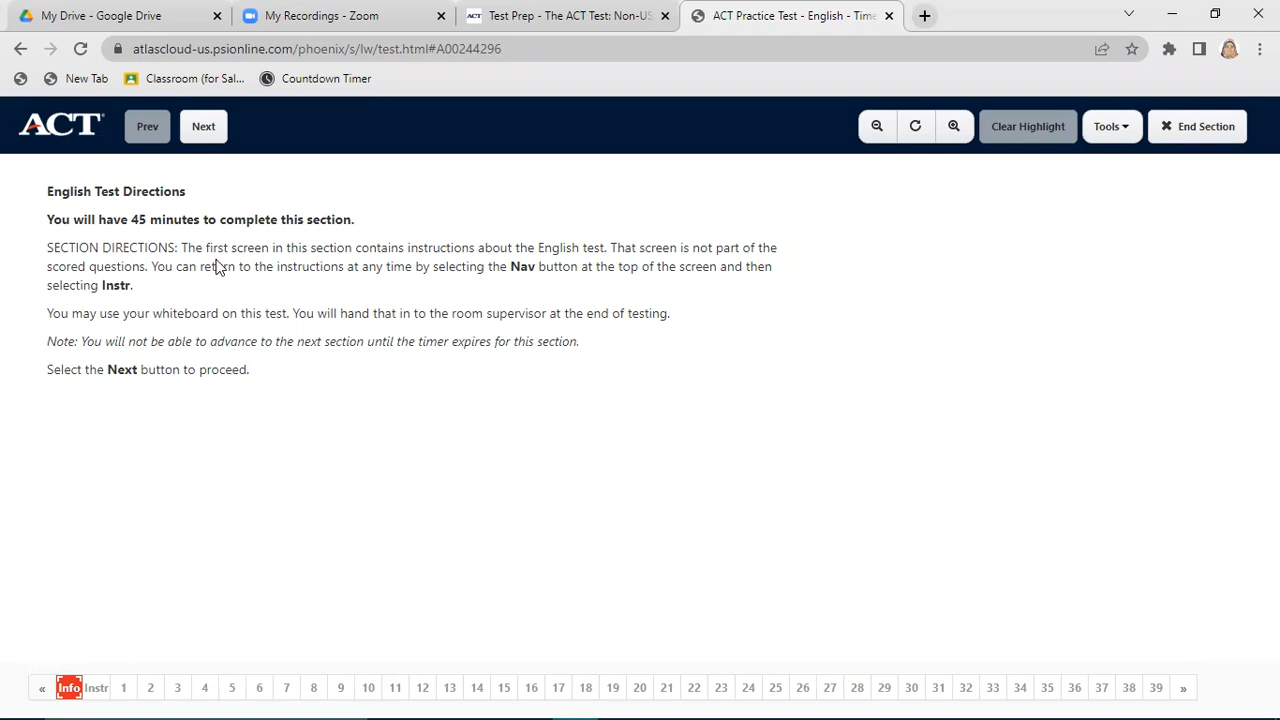 My Drive - Google Drive
My Recordings - Zoom
ACT Test Prep - The ACT Test: Non-US
ACT Practice Test - English - Time
atlascloud-us.psionline.com/phoenix/s/lw/test.html#A00244296
New Tab
Classroom (for Sal...
Countdown Timer
ACT
Prev
Next
Clear Highlight
Tools
End Section
English Test Directions
You will have 45 minutes to complete this section.
SECTION DIRECTIONS: The first screen in this section contains instructions about the English test. That screen is not part of the
scored questions. You can return to the instructions at any time by selecting the Nav button at the top of the screen and then
selecting Instr.
You may use your whiteboard on this test. You will hand that in to the room supervisor at the end of testing.
Note: You will not be able to advance to the next section until the timer expires for this section.
Select the Next button to proceed.
« Info Instr 1 2 3 4 5 6 7 8 9 10 11 12 13 14 15 16 17 18 19 20 21 22 23 24 25 26 27 28 29 30 31 32 33 34 35 36 37 38 39 »